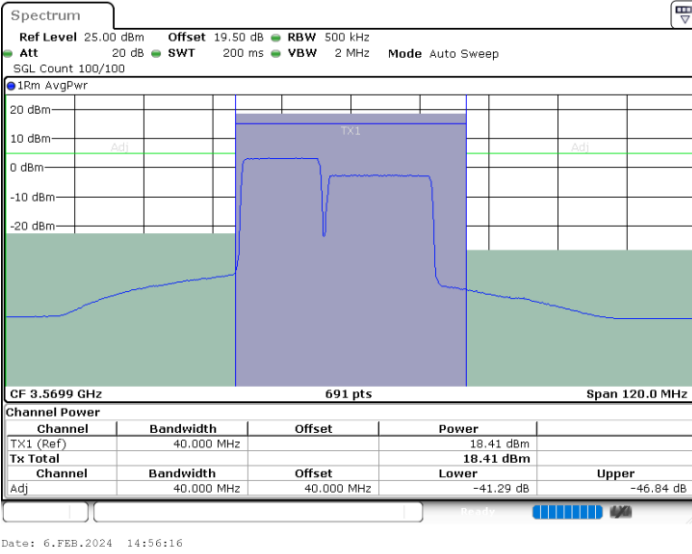 Spectrum
Ref Level 25.00 dBm Offset 19.50 dB RBW 500 kHz
Att 20 dB SWT 200 ms VBW 2 MHz Mode Auto Sweep
SGL Count 100/100
1Rm AvgPwr
20 dBm
TX1
10 dBm
Adj Adj
0 dBm
-10 dBm
-20 dBm
CF 3.5699 GHz 691 pts Span 120.0 MHz
Channel Power
Channel Bandwidth Offset Power
TX1 (Ref) 40.000 MHz 18.41 dBm
Tx Total 18.41 dBm
Channel Bandwidth Offset Lower Upper
Adj 40.000 MHz 40.000 MHz -41.29 dB -46.84 dB
Ready
Date: 6.FEB.2024 14:56:16